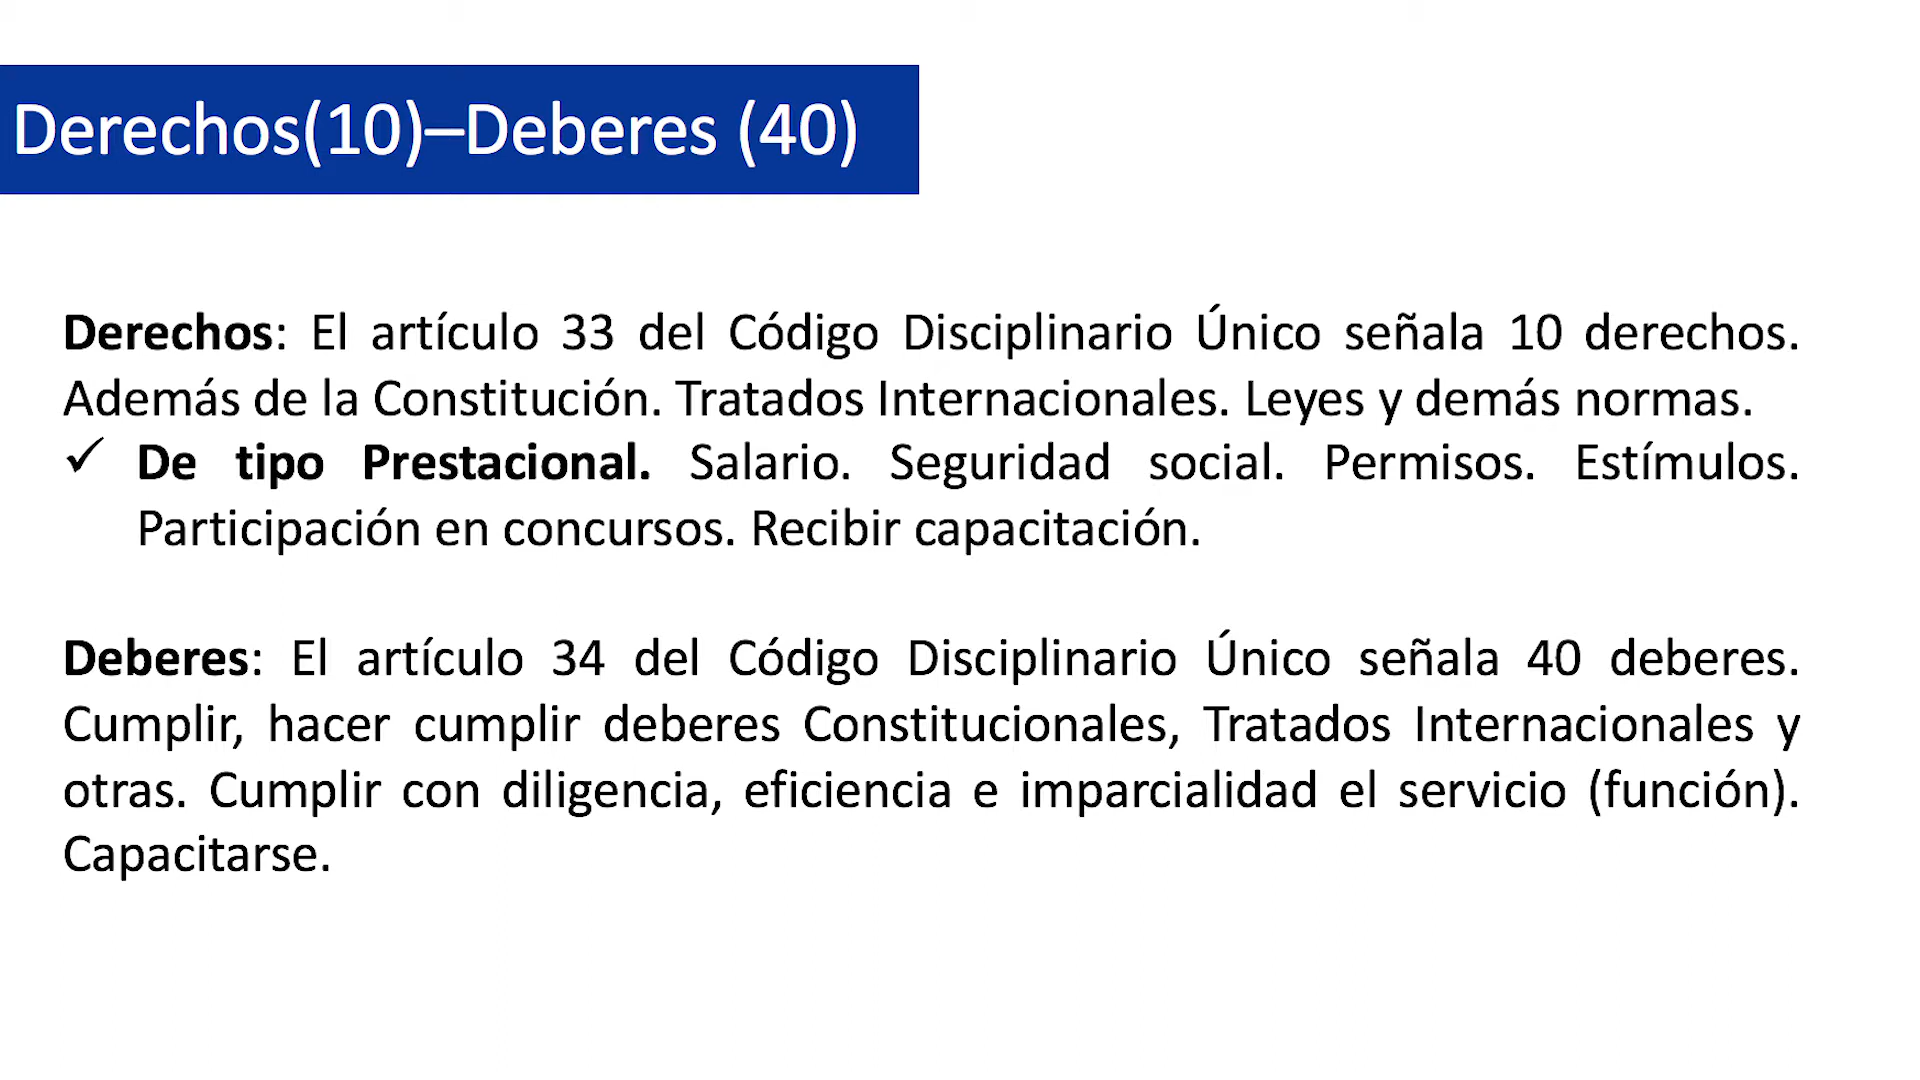 Derechos(10)–Deberes (40)
Derechos: El artículo 33 del Código Disciplinario Único señala 10 derechos.
Además de la Constitución. Tratados Internacionales. Leyes y demás normas.
✓ De tipo Prestacional. Salario. Seguridad social. Permisos. Estímulos.
Participación en concursos. Recibir capacitación.
Deberes: El artículo 34 del Código Disciplinario Único señala 40 deberes.
Cumplir, hacer cumplir deberes Constitucionales, Tratados Internacionales y
otras. Cumplir con diligencia, eficiencia e imparcialidad el servicio (función).
Capacitarse.